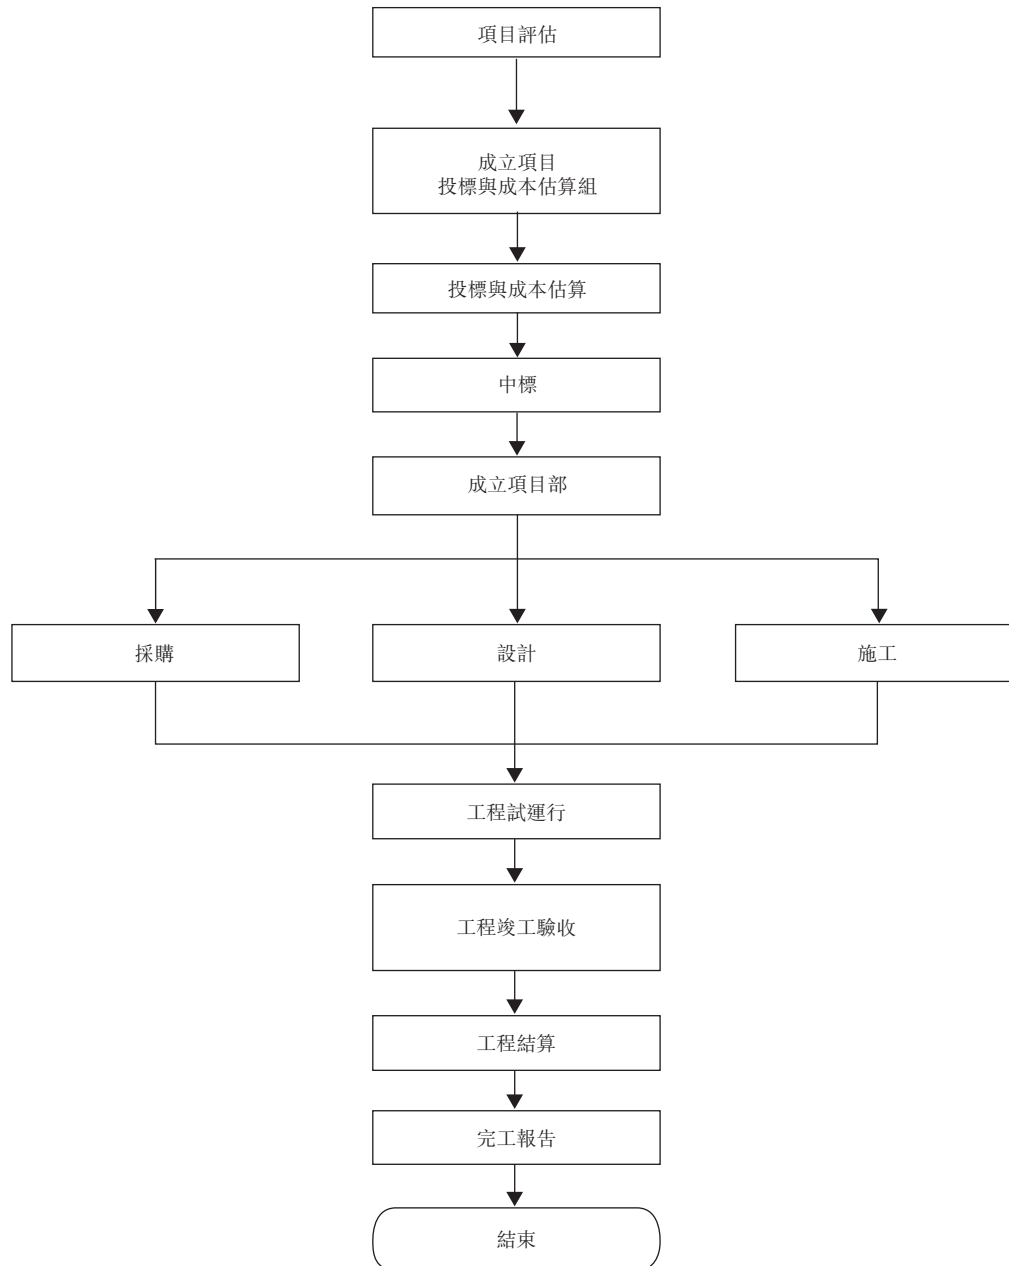 項目評估
成立項目
投標與成本估算組
投標與成本估算
中標
成立項目部
採購
設計
施工
工程試運行
工程竣工驗收
工程結算
完工報告
結束